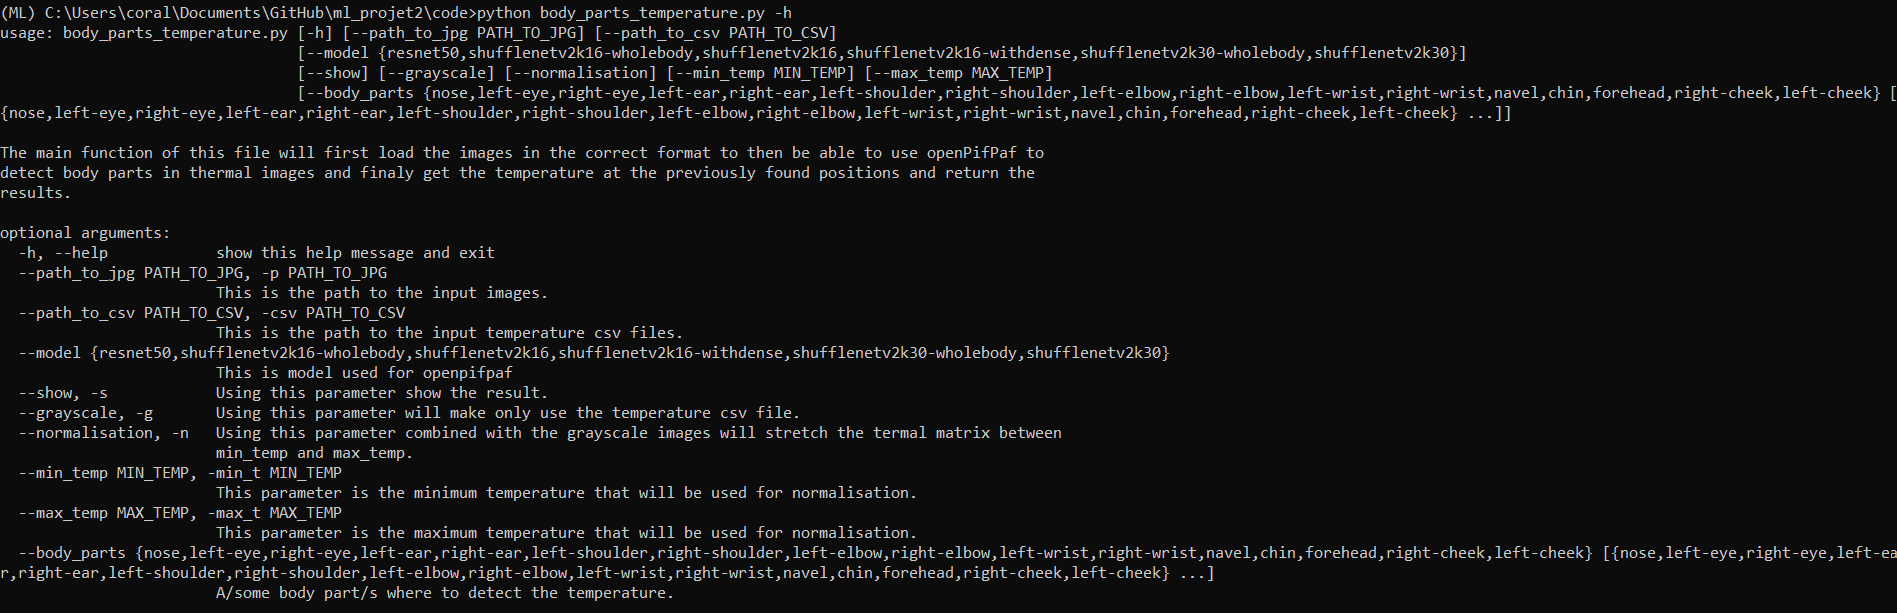 (ML) C:\Users\coral\Documents\GitHub\ml_projet2\code>python body_parts_temperature.py -h
usage: body_parts_temperature.py [-h] [--path_to_jpg PATH_TO_JPG] [--path_to_csv PATH_TO_CSV]
[--model {resnet50,shufflenetv2k16-wholebody,shufflenetv2k16,shufflenetv2k16-withdense,shufflenetv2k30-wholebody,shufflenetv2k30}]
[--show] [--grayscale] [--normalisation] [--min_temp MIN_TEMP] [--max_temp MAX_TEMP]
[--body_parts {nose,left-eye,right-eye,left-ear,right-ear,left-shoulder,right-shoulder,left-elbow,right-elbow,left-wrist,right-wrist,navel,chin,forehead,right-cheek,left-cheek} [
{nose,left-eye,right-eye,left-ear,right-ear,left-shoulder,right-shoulder,left-elbow,right-elbow,left-wrist,right-wrist,navel,chin,forehead,right-cheek,left-cheek} ...]]
The main function of this file will first load the images in the correct format to then be able to use openPifPaf to
detect body parts in thermal images and finaly get the temperature at the previously found positions and return the
results.
optional arguments:
-h, --help show this help message and exit
--path_to_jpg PATH_TO_JPG, -p PATH_TO_JPG
This is the path to the input images.
--path_to_csv PATH_TO_CSV, -csv PATH_TO_CSV
This is the path to the input temperature csv files.
--model {resnet50,shufflenetv2k16-wholebody,shufflenetv2k16,shufflenetv2k16-withdense,shufflenetv2k30-wholebody,shufflenetv2k30}
This is model used for openpifpaf
--show, -s Using this parameter show the result.
--grayscale, -g Using this parameter will make only use the temperature csv file.
--normalisation, -n Using this parameter combined with the grayscale images will stretch the termal matrix between
min_temp and max_temp.
--min_temp MIN_TEMP, -min_t MIN_TEMP
This parameter is the minimum temperature that will be used for normalisation.
--max_temp MAX_TEMP, -max_t MAX_TEMP
This parameter is the maximum temperature that will be used for normalisation.
--body_parts {nose,left-eye,right-eye,left-ear,right-ear,left-shoulder,right-shoulder,left-elbow,right-elbow,left-wrist,right-wrist,navel,chin,forehead,right-cheek,left-cheek} [{nose,left-eye,right-eye,left-ea
r,right-ear,left-shoulder,right-shoulder,left-elbow,right-elbow,left-wrist,right-wrist,navel,chin,forehead,right-cheek,left-cheek} ...]
A/some body part/s where to detect the temperature.